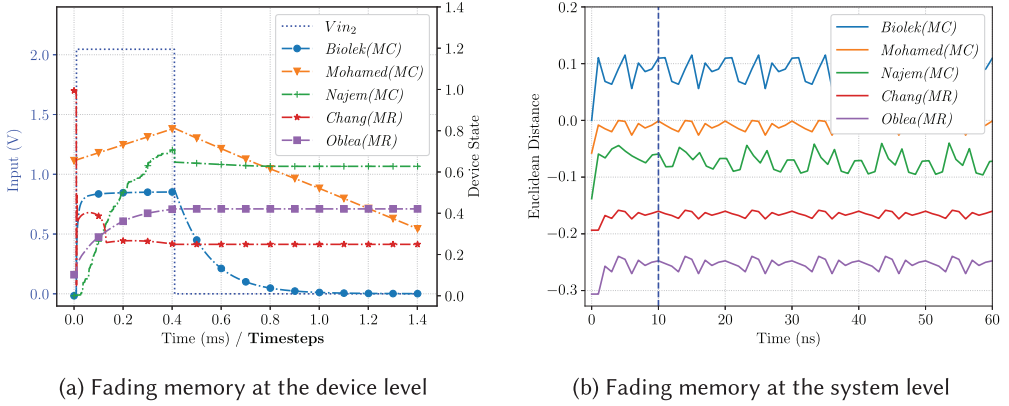 Input (V)
2.0
1.5
1.0
0.5
0.0
Vin2
Biolek(MC)
Mohamed(MC)
Najem(MC)
Chang(MR)
Oblea(MR)
1.4
1.2
1.0
0.8
0.6
0.4
0.2
0.0
Device State
0.0 0.2 0.4 0.6 0.8 1.0 1.2 1.4
Time (ms) / Timesteps
(a) Fading memory at the device level
Euclidean Distance
0.1
0.0
−0.1
−0.2
−0.3
Biolek(MC)
Mohamed(MC)
Najem(MC)
Chang(MR)
Oblea(MR)
0 10 20 30 40 50 60
Time (ns)
(b) Fading memory at the system level